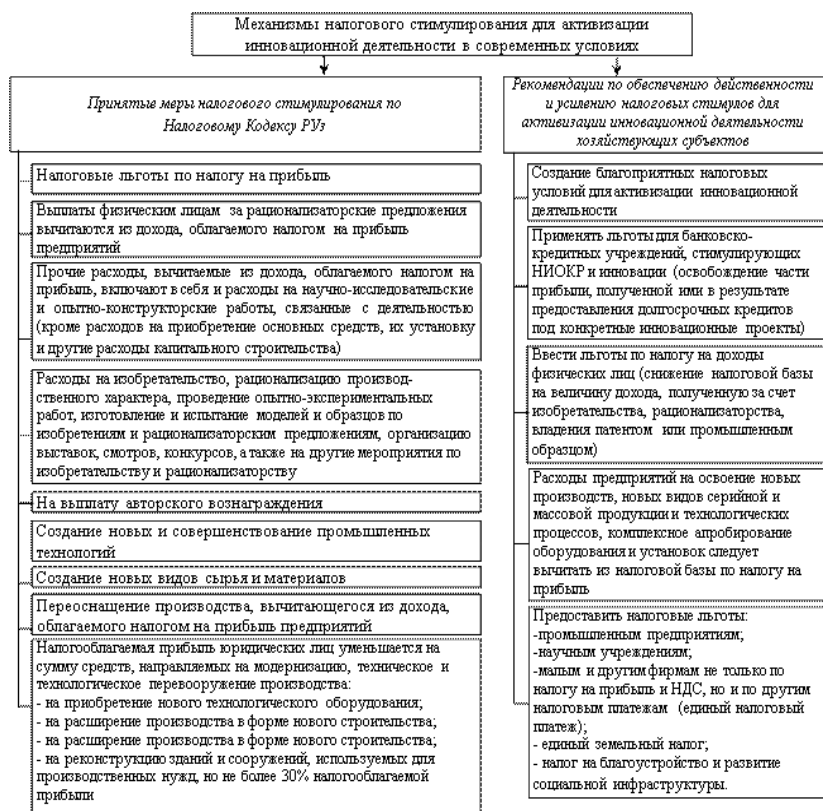 Механизмы налогового стимулирования для активизации
инновационной деятельности в современных условиях
Принятые меры налогового стимулирования по
Налоговому Кодексу РУз
Налоговые льготы по налогу на прибыль
Выплаты физическим лицам за рационализаторские предложения
вычитаются из дохода, облагаемого налогом на прибыль
предприятий
Прочие расходы, вычитаемые из дохода, облагаемого налогом на
прибыль, включают в себя и расходы на научно-исследовательские
и опытно-конструкторские работы, связанные с деятельностью
(кроме расходов на приобретение основных средств, их установку
и другие расходы капитального строительства)
Расходы на изобретательство, рационализацию производ-
ственного характера, проведение опытно-экспериментальных
работ, изготовление и испытание моделей и образцов по
изобретениям и рационализаторским предложениям, организацию
выставок, смотров, конкурсов, а также на другие мероприятия по
изобретательству и рационализаторству
На выплату авторского вознаграждения
Создание новых и совершенствование промышленных
технологий
Создание новых видов сырья и материалов
Переоснащение производства, вычитающегося из дохода,
облагаемого налогом на прибыль предприятий
Налогооблагаемая прибыль юридических лиц уменьшается на
сумму средств, направляемых на модернизацию, техническое и
технологическое перевооружение производства:
- на приобретение нового технологического оборудования;
- на расширение производства в форме нового строительства;
- на расширение производства в форме нового строительства;
- на реконструкцию зданий и сооружений, используемых для
производственных нужд, но не более 30% налогооблагаемой
прибыли
Рекомендации по обеспечению действенности
и усилению налоговых стимулов для
активизации инновационной деятельности
хозяйствующих субъектов
Создание благоприятных налоговых
условий для активизации инновационной
деятельности
Применять льготы для банковско-
кредитных учреждений, стимулирующих
НИОКР и инновации (освобождение части
прибыли, полученной ими в результате
предоставления долгосрочных кредитов
под конкретные инновационные проекты)
Ввести льготы по налогу на доходы
физических лиц (снижение налоговой базы
на величину дохода, полученную за счет
изобретательства, рационализаторства,
владения патентом или промышленным
образцом)
Расходы предприятий на освоение новых
производств, новых видов серийной и
массовой продукции и технологических
процессов, комплексное апробирование
оборудования и установок следует
вычитать из налоговой базы по налогу на
прибыль
Предоставить налоговые льготы:
-промышленным предприятиям;
-научным учреждениям;
-малым и другим фирмам не только по
налогу на прибыль и НДС, но и по другим
налоговым платежам (единый налоговый
платеж);
- единый земельный налог;
- налог на благоустройство и развитие
социальной инфраструктуры.